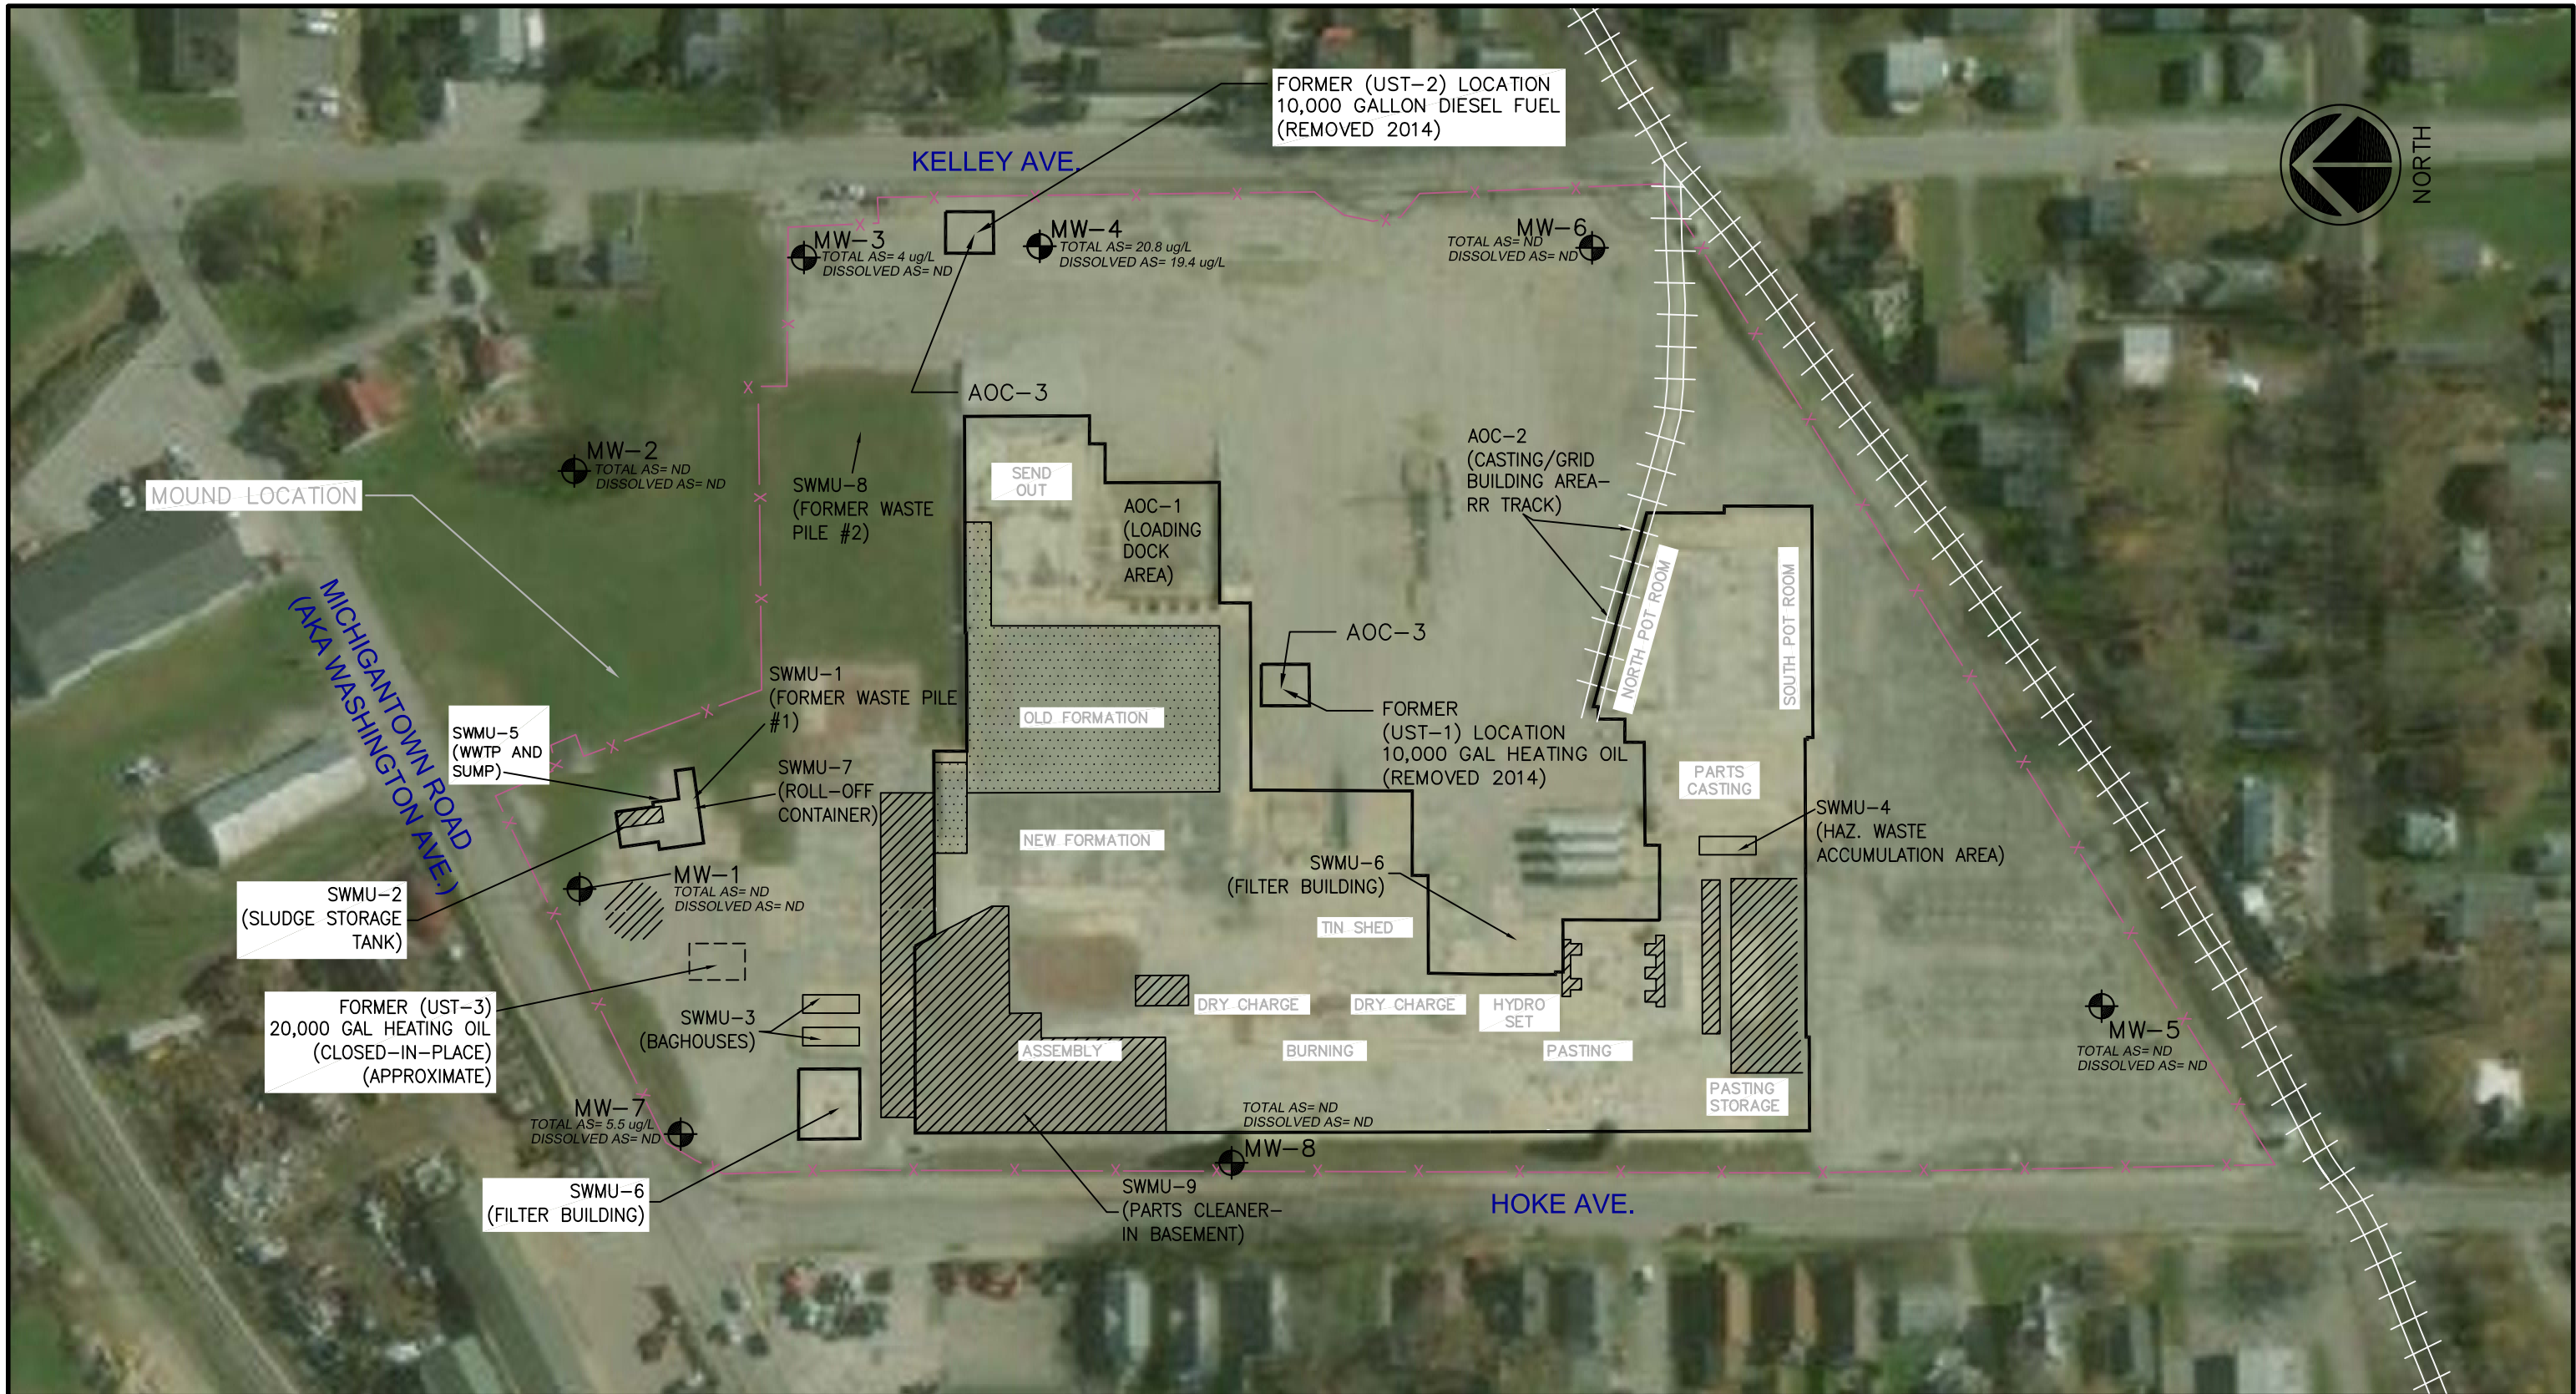 FORMER (UST-2) LOCATION
10,000 GALLON DIESEL FUEL
(REMOVED 2014)
KELLEY AVE.
NORTH
MW-3
TOTAL AS= 4 ug/L
DISSOLVED AS= ND
MW-4
TOTAL AS= 20.8 ug/L
DISSOLVED AS= 19.4 ug/L
MW-6
TOTAL AS= ND
DISSOLVED AS= ND
AOC-3
MW-2
TOTAL AS= ND
DISSOLVED AS= ND
MOUND LOCATION
SWMU-8
(FORMER WASTE
PILE #2)
SEND
OUT
AOC-1
(LOADING
DOCK
AREA)
AOC-2
(CASTING/GRID
BUILDING AREA-
RR TRACK)
NORTH POT ROOM
SOUTH POT ROOM
MICHIGANTOWN ROAD
(AKA WASHINGTON AVE.)
AOC-3
SWMU-1
(FORMER WASTE PILE
#1)
SWMU-5
(WWTP AND
SUMP)
OLD FORMATION
FORMER
(UST-1) LOCATION
10,000 GAL HEATING OIL
(REMOVED 2014)
SWMU-7
(ROLL-OFF
CONTAINER)
PARTS
CASTING
SWMU-4
(HAZ. WASTE
ACCUMULATION AREA)
NEW FORMATION
SWMU-6
(FILTER BUILDING)
MW-1
TOTAL AS= ND
DISSOLVED AS= ND
SWMU-2
(SLUDGE STORAGE
TANK)
TIN SHED
FORMER (UST-3)
20,000 GAL HEATING OIL
(CLOSED-IN-PLACE)
(APPROXIMATE)
SWMU-3
(BAGHOUSES)
DRY CHARGE
DRY CHARGE
HYDRO
SET
ASSEMBLY
BURNING
PASTING
MW-5
TOTAL AS= ND
DISSOLVED AS= ND
PASTING
STORAGE
MW-7
TOTAL AS= 5.5 ug/L
DISSOLVED AS= ND
TOTAL AS= ND
DISSOLVED AS= ND
MW-8
SWMU-6
(FILTER BUILDING)
SWMU-9
(PARTS CLEANER-
IN BASEMENT)
HOKE AVE.